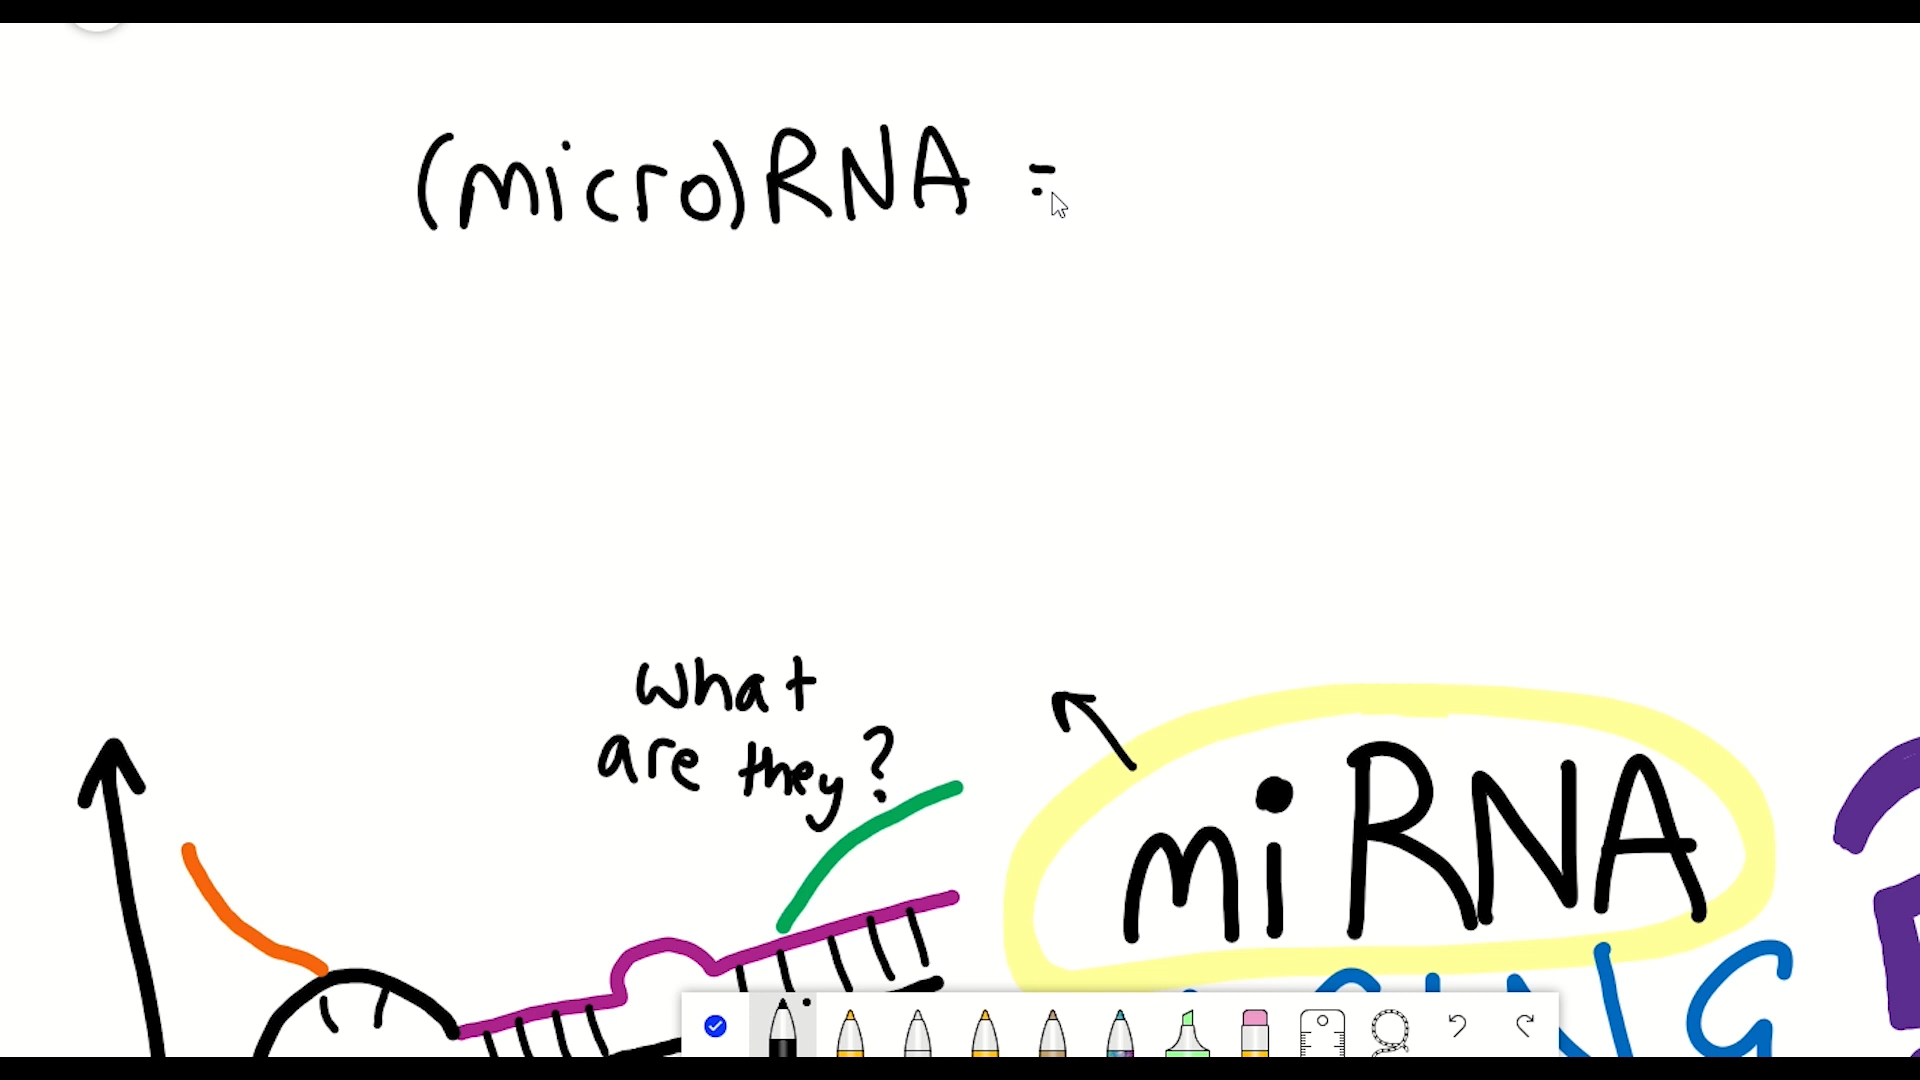 (micro)RNA =
What
are they?
miRNA